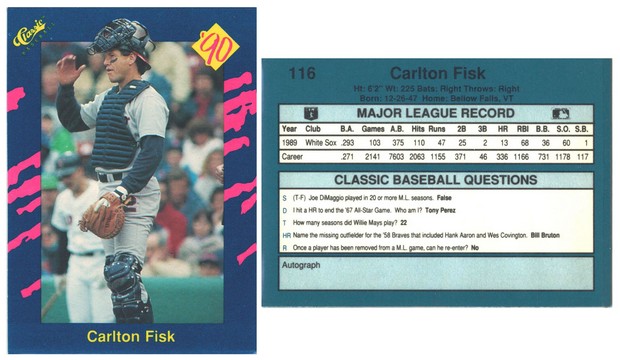 Classic
'90
Carlton Fisk
116 Carlton Fisk
Ht: 6'2" Wt: 225 Bats: Right Throws: Right
Born: 12-26-47 Home: Bellow Falls, VT
MAJOR LEAGUE RECORD
Year Club B.A. Games A.B. Hits Runs 2B 3B HR RBI B.B. S.O. S.B.
1989 White Sox .293 103 375 110 47 25 2 13 68 36 60 1
Career .271 2141 7603 2063 1155 371 46 336 1166 731 1178 117
CLASSIC BASEBALL QUESTIONS
S (T-F) Joe DiMaggio played in 20 or more M.L. seasons. False
D I hit a HR to end the '67 All-Star Game. Who am I? Tony Perez
T How many seasons did Willie Mays play? 22
HR Name the missing outfielder for the '58 Braves that included Hank Aaron and Wes Covington. Bill Bruton
R Once a player has been removed from a M.L. game, can he re-enter? No
Autograph